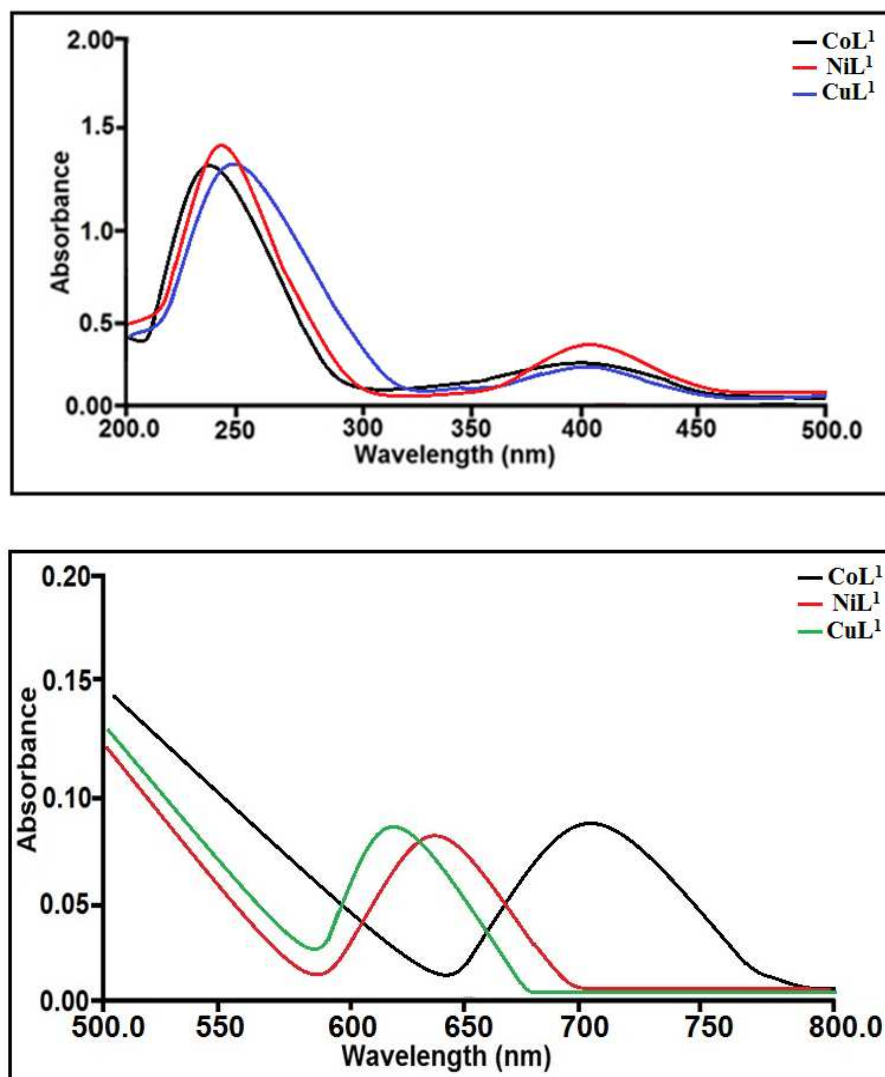 2.00
1.5
1.0
0.5
0.00
Absorbance
200.0 250 300 350 400 450 500.0
Wavelength (nm)
CoL¹
NiL¹
CuL¹
0.20
0.15
0.10
0.05
0.00
Absorbance
500.0 550 600 650 700 750 800.0
Wavelength (nm)
CoL¹
NiL¹
CuL¹